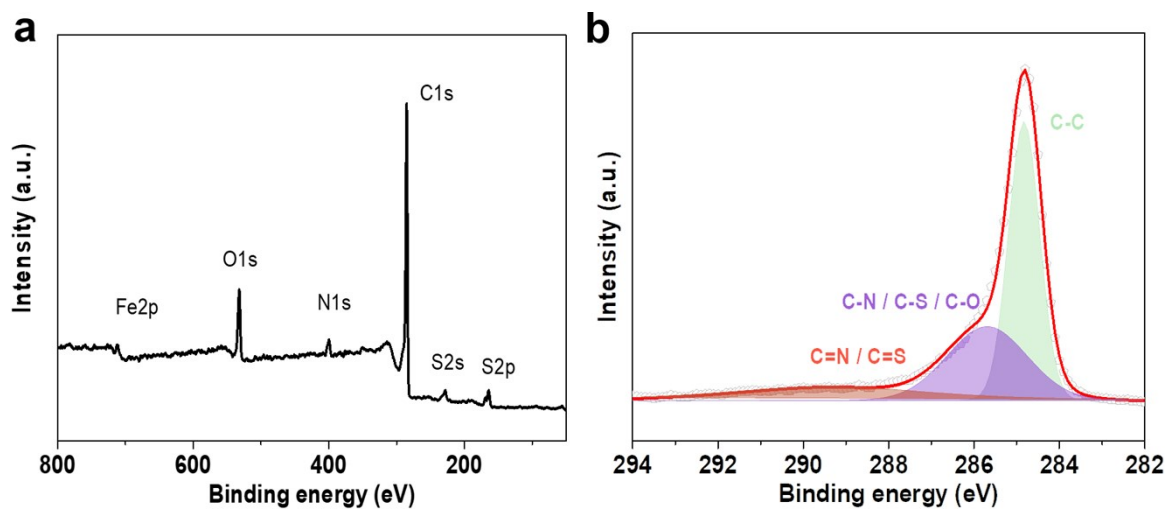 a
Intensity (a.u.)
Fe2p
O1s
N1s
C1s
S2s
S2p
800
600
400
200
Binding energy (eV)
b
Intensity (a.u.)
C-C
C-N / C-S / C-O
C=N / C=S
294
292
290
288
286
284
282
Binding energy (eV)